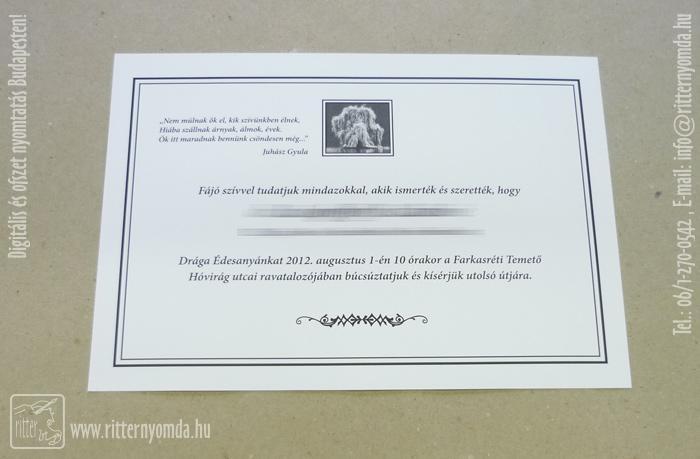 „Nem múlnak ők el, kik szívünkben élnek,
Hiába szállnak árnyak, álmok, évek.
Ők itt maradnak bennünk csöndesen még...”
Juhász Gyula
Fájó szívvel tudatjuk mindazokkal, akik ismerték és szerették, hogy
Drága Édesanyánkat 2012. augusztus 1-én 10 órakor a Farkasréti Temető
Hóvirág utcai ravatalozójában búcsúztatjuk és kísérjük utolsó útjára.
Digitális és ofszet nyomtatás Budapesten!
Tel.: 06/1-270-0542 E-mail: info@ritternyomda.hu
ritter
www.ritternyomda.hu